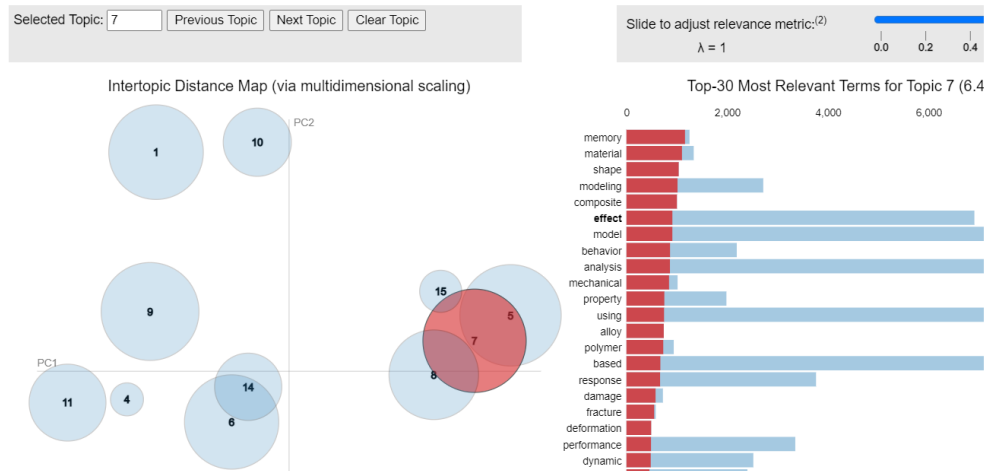 Selected Topic: 7 Previous Topic Next Topic Clear Topic
Slide to adjust relevance metric:(2)
λ = 1
0.0 0.2 0.4
Intertopic Distance Map (via multidimensional scaling)
PC2
PC1
1
10
9
15
5
7
8
14
6
11
4
Top-30 Most Relevant Terms for Topic 7 (6.4
0 2,000 4,000 6,000
memory
material
shape
modeling
composite
effect
model
behavior
analysis
mechanical
property
using
alloy
polymer
based
response
damage
fracture
deformation
performance
dynamic